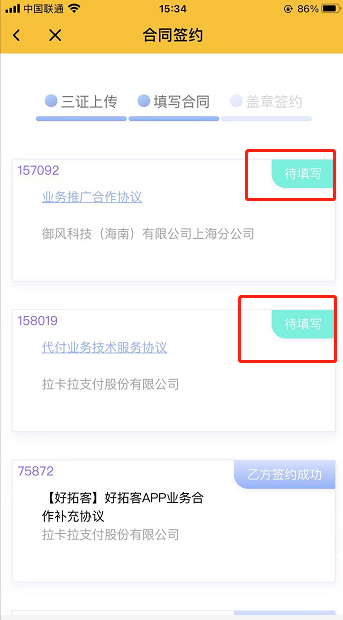 中国联通
15:34
86%
合同签约
三证上传
填写合同
盖章签约
157092
待填写
业务推广合作协议
御风科技（海南）有限公司上海分公司
158019
待填写
代付业务技术服务协议
拉卡拉支付股份有限公司
75872
乙方签约成功
【好拓客】好拓客APP业务合
作补充协议
拉卡拉支付股份有限公司